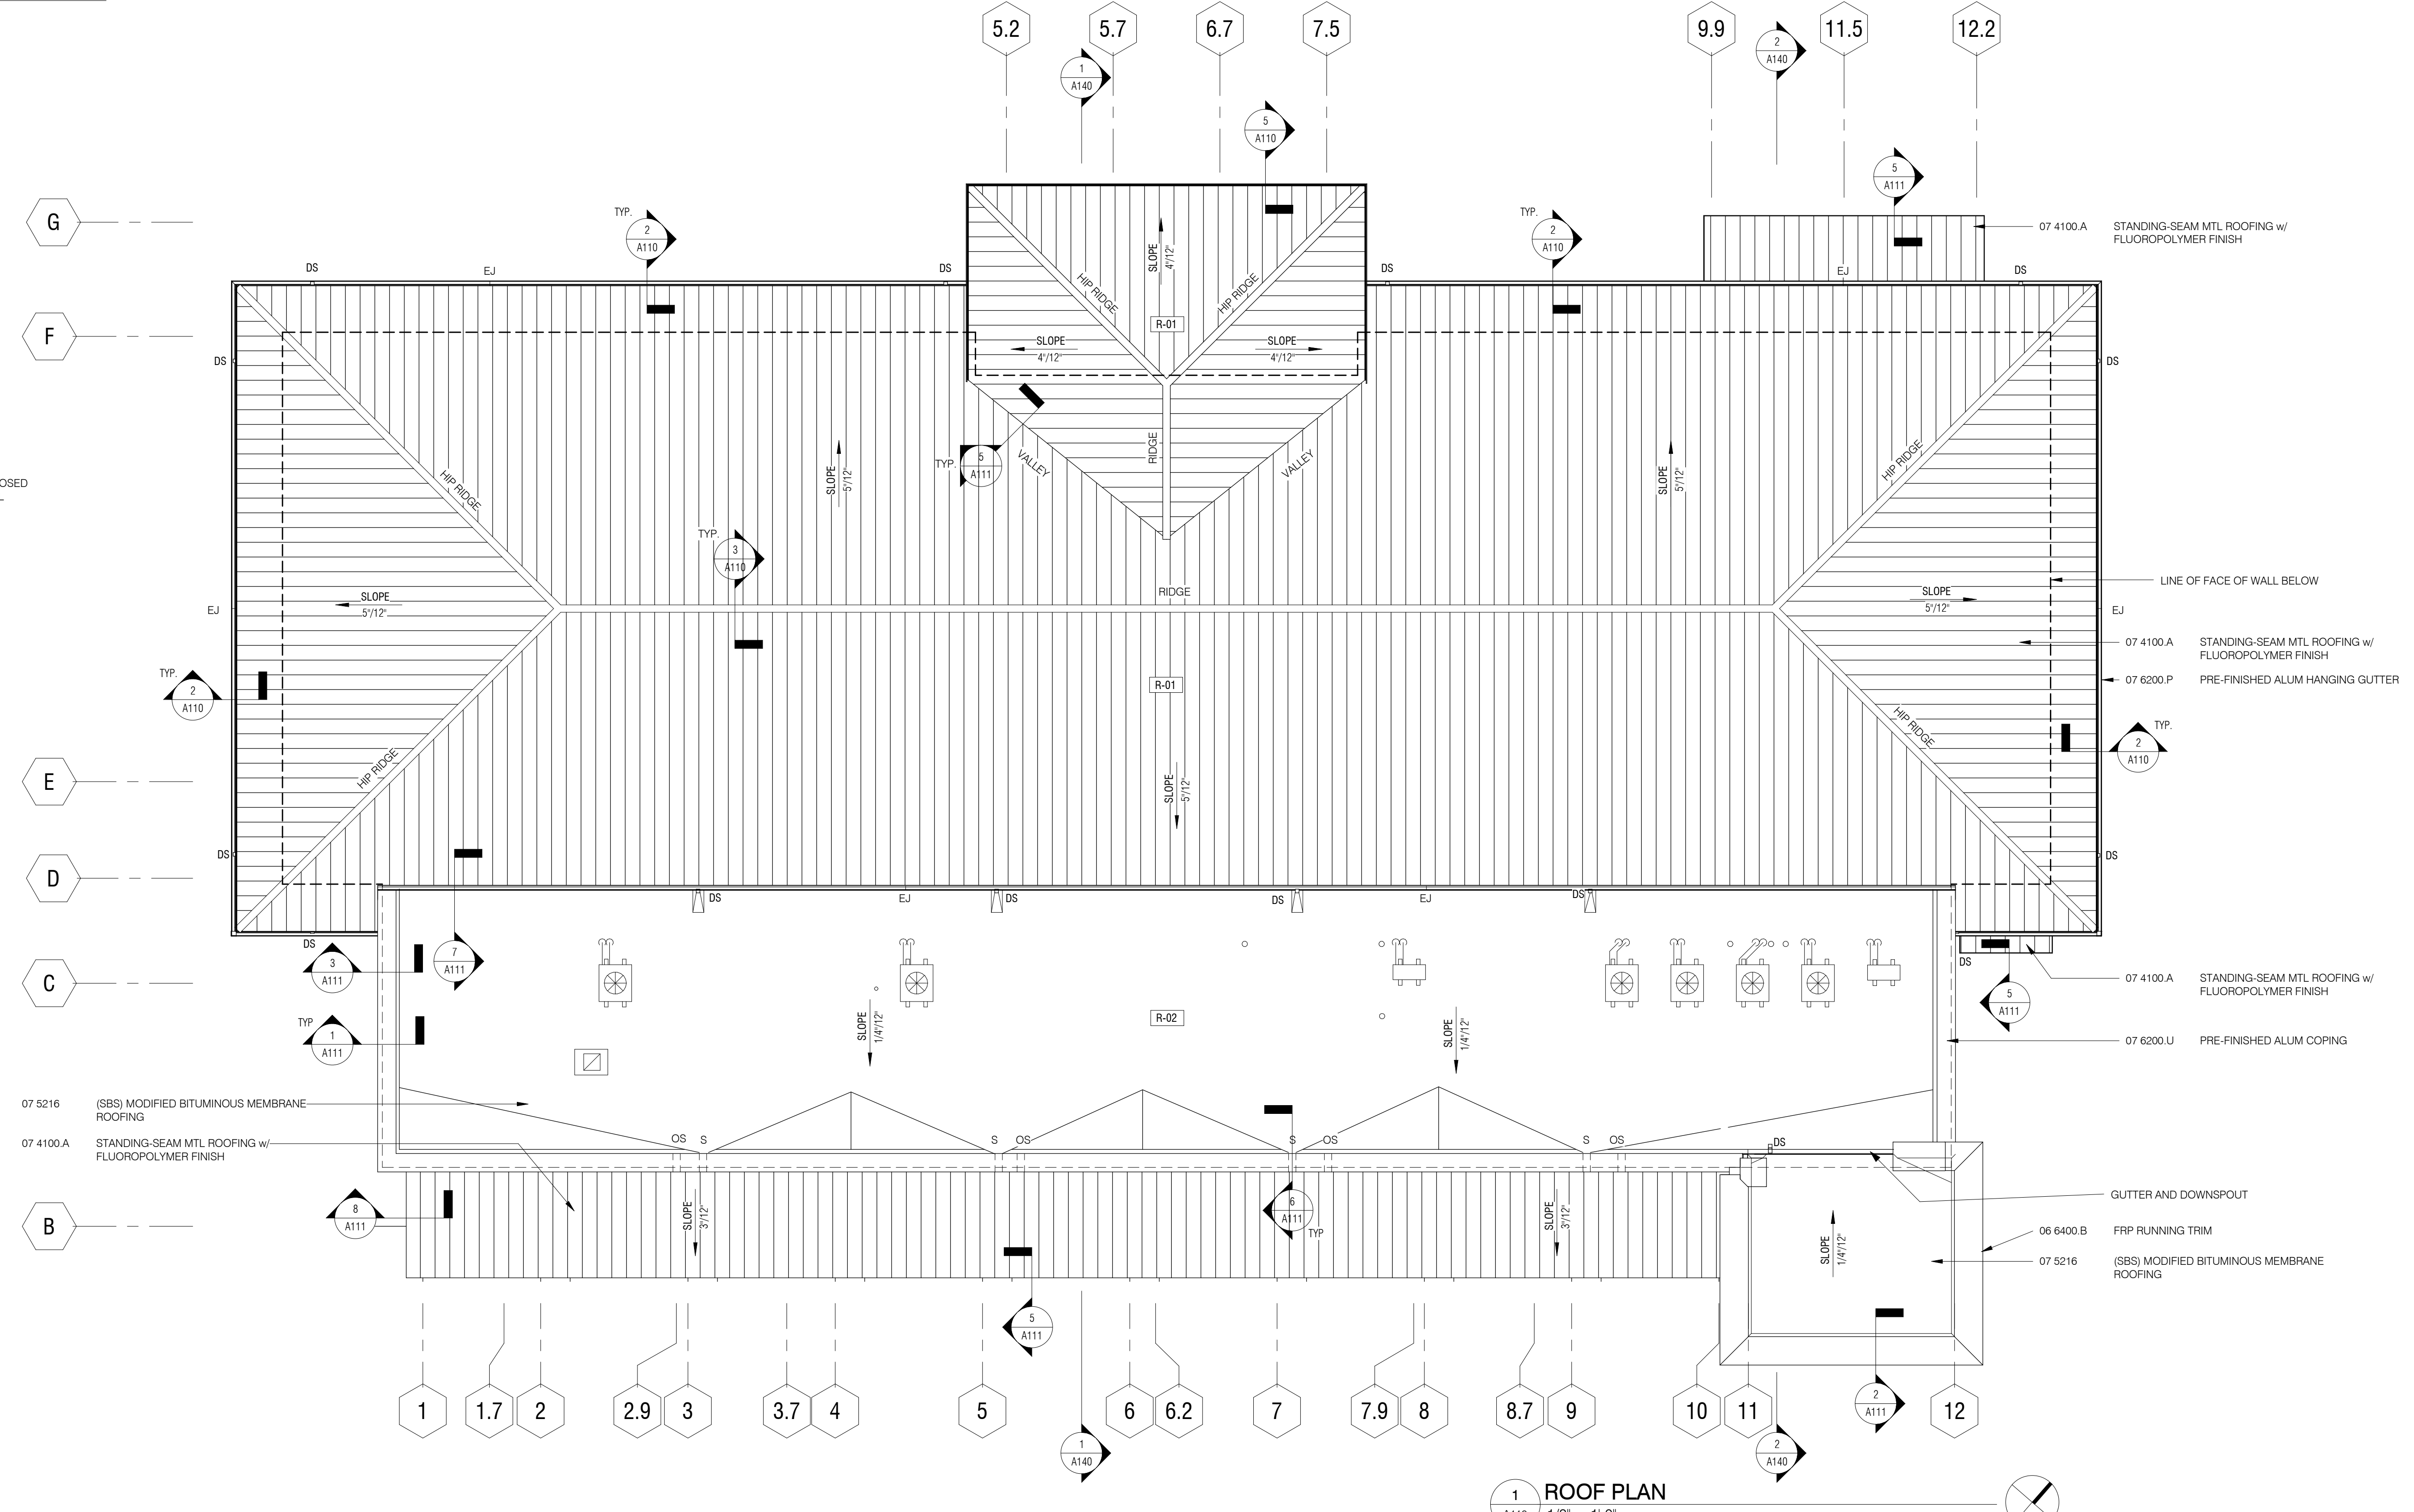 5.2
5.7
6.7
7.5
9.9
11.5
12.2
1
A140
2
A140
5
A110
5
A111
G
TYP.
2
A110
TYP.
2
A110
07 4100.A STANDING-SEAM MTL ROOFING w/
FLUOROPOLYMER FINISH
SLOPE
4"/12"
DS
EJ
DS
DS
EJ
DS
HIP RIDGE
HIP RIDGE
R-01
F
SLOPE
4"/12"
SLOPE
4"/12"
DS
DS
RIDGE
VALLEY
VALLEY
TYP.
5
A111
HIP RIDGE
HIP RIDGE
SLOPE
5"/12"
SLOPE
5"/12"
OSED
TYP.
3
A110
RIDGE
LINE OF FACE OF WALL BELOW
SLOPE
5"/12"
SLOPE
5"/12"
EJ
EJ
07 4100.A STANDING-SEAM MTL ROOFING w/
FLUOROPOLYMER FINISH
07 6200.P PRE-FINISHED ALUM HANGING GUTTER
TYP.
2
A110
R-01
TYP.
2
A110
HIP RIDGE
HIP RIDGE
E
SLOPE
5"/12"
DS
DS
D
DS
EJ
DS
DS
EJ
DS
DS
DS
3
A111
7
A111
C
07 4100.A STANDING-SEAM MTL ROOFING w/
FLUOROPOLYMER FINISH
5
A111
TYP
1
A111
SLOPE
1/4"/12"
R-02
SLOPE
1/4"/12"
07 6200.U PRE-FINISHED ALUM COPING
07 5216 (SBS) MODIFIED BITUMINOUS MEMBRANE
ROOFING
07 4100.A STANDING-SEAM MTL ROOFING w/
FLUOROPOLYMER FINISH
OS
S
S
OS
S
OS
S
OS
DS
GUTTER AND DOWNSPOUT
B
8
A111
SLOPE
3"/12"
6
A111
TYP
SLOPE
3"/12"
06 6400.B FRP RUNNING TRIM
SLOPE
1/4"/12"
07 5216 (SBS) MODIFIED BITUMINOUS MEMBRANE
ROOFING
5
A111
1
1.7
2
2.9
3
3.7
4
5
6
6.2
7
7.9
8
8.7
9
10
11
12
2
A111
1
A140
2
A140
1
ROOF PLAN